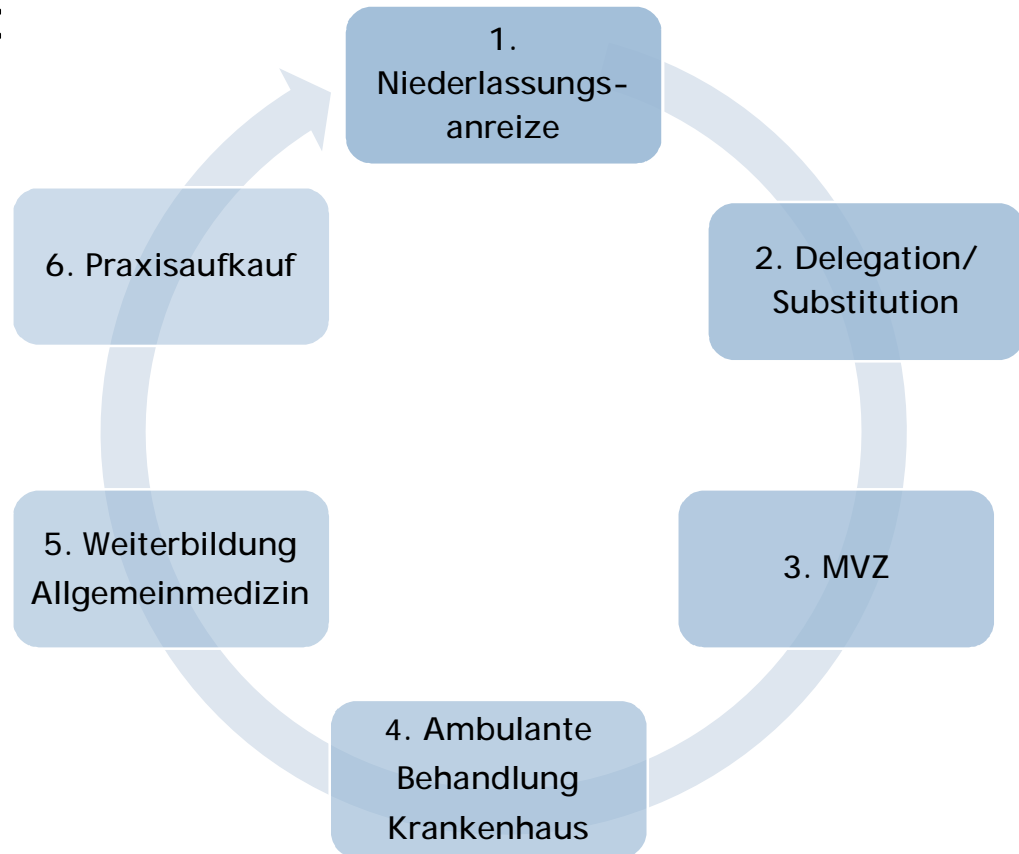 1.
Niederlassungs-
anreize
2. Delegation/
Substitution
3. MVZ
4. Ambulante
Behandlung
Krankenhaus
5. Weiterbildung
Allgemeinmedizin
6. Praxisaufkauf